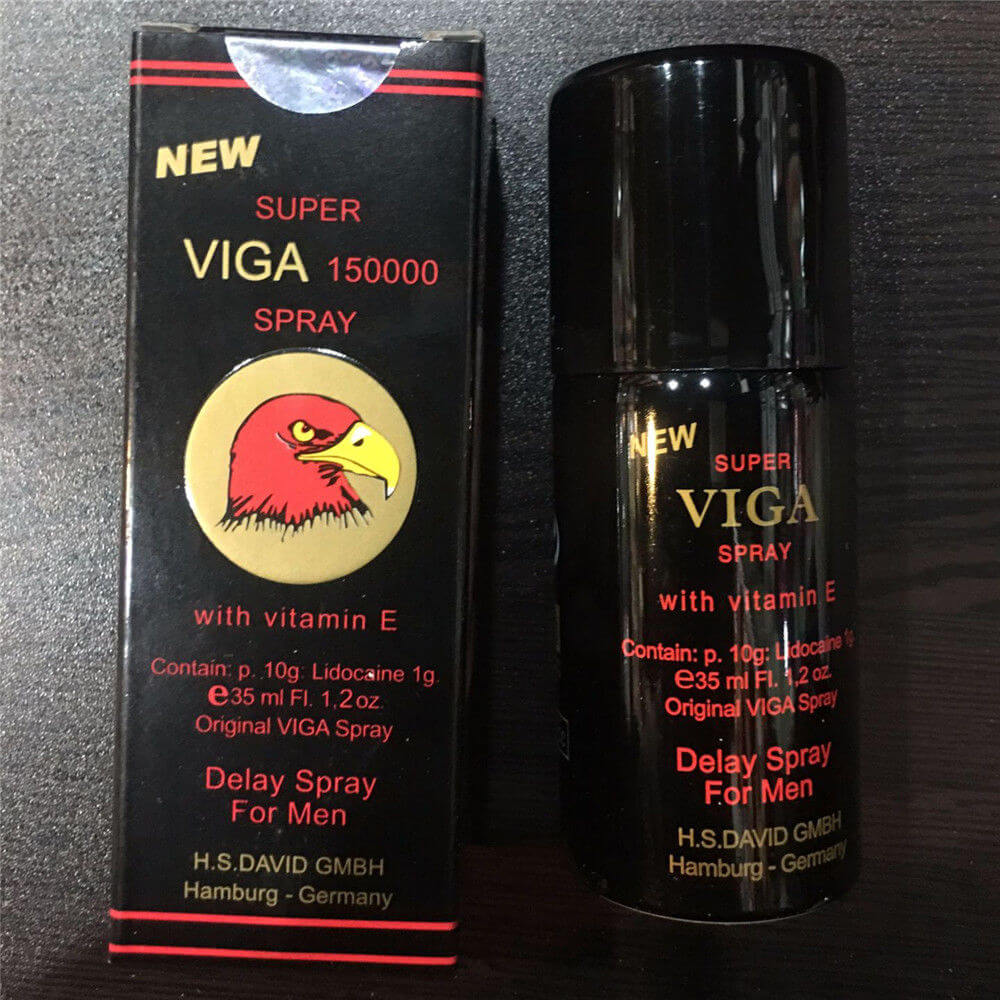 NEW
SUPER
VIGA 150000
SPRAY
with vitamin E
Contain: p. 10g: Lidocaine 1g.
e35 ml Fl. 1,2 oz.
Original VIGA Spray
Delay Spray
For Men
H.S.DAVID GMBH
Hamburg - Germany
NEW
SUPER
VIGA
SPRAY
with vitamin E
Contain: p. 10g: Lidocaine 1g.
e35 ml Fl. 1,2 oz.
Original VIGA Spray
Delay Spray
For Men
H.S.DAVID GMBH
Hamburg - Germany